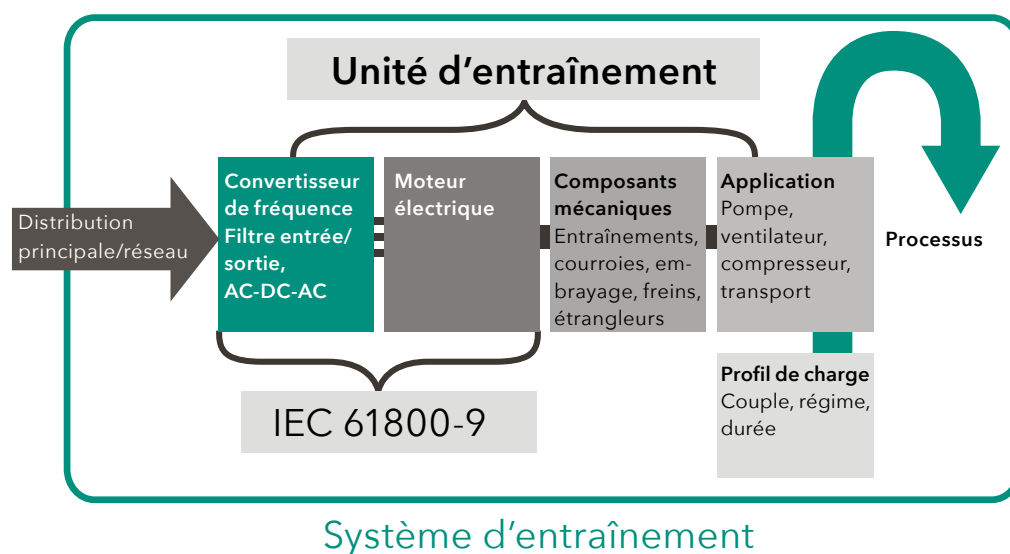 Unité d’entraînement
Distribution
principale/réseau
Convertisseur
de fréquence
Filtre entrée/
sortie,
AC-DC-AC
Moteur
électrique
Composants
mécaniques
Entraînements,
courroies, em-
brayage, freins,
étrangleurs
Application
Pompe,
ventilateur,
compresseur,
transport
Processus
IEC 61800-9
Profil de charge
Couple, régime,
durée
Système d’entraînement